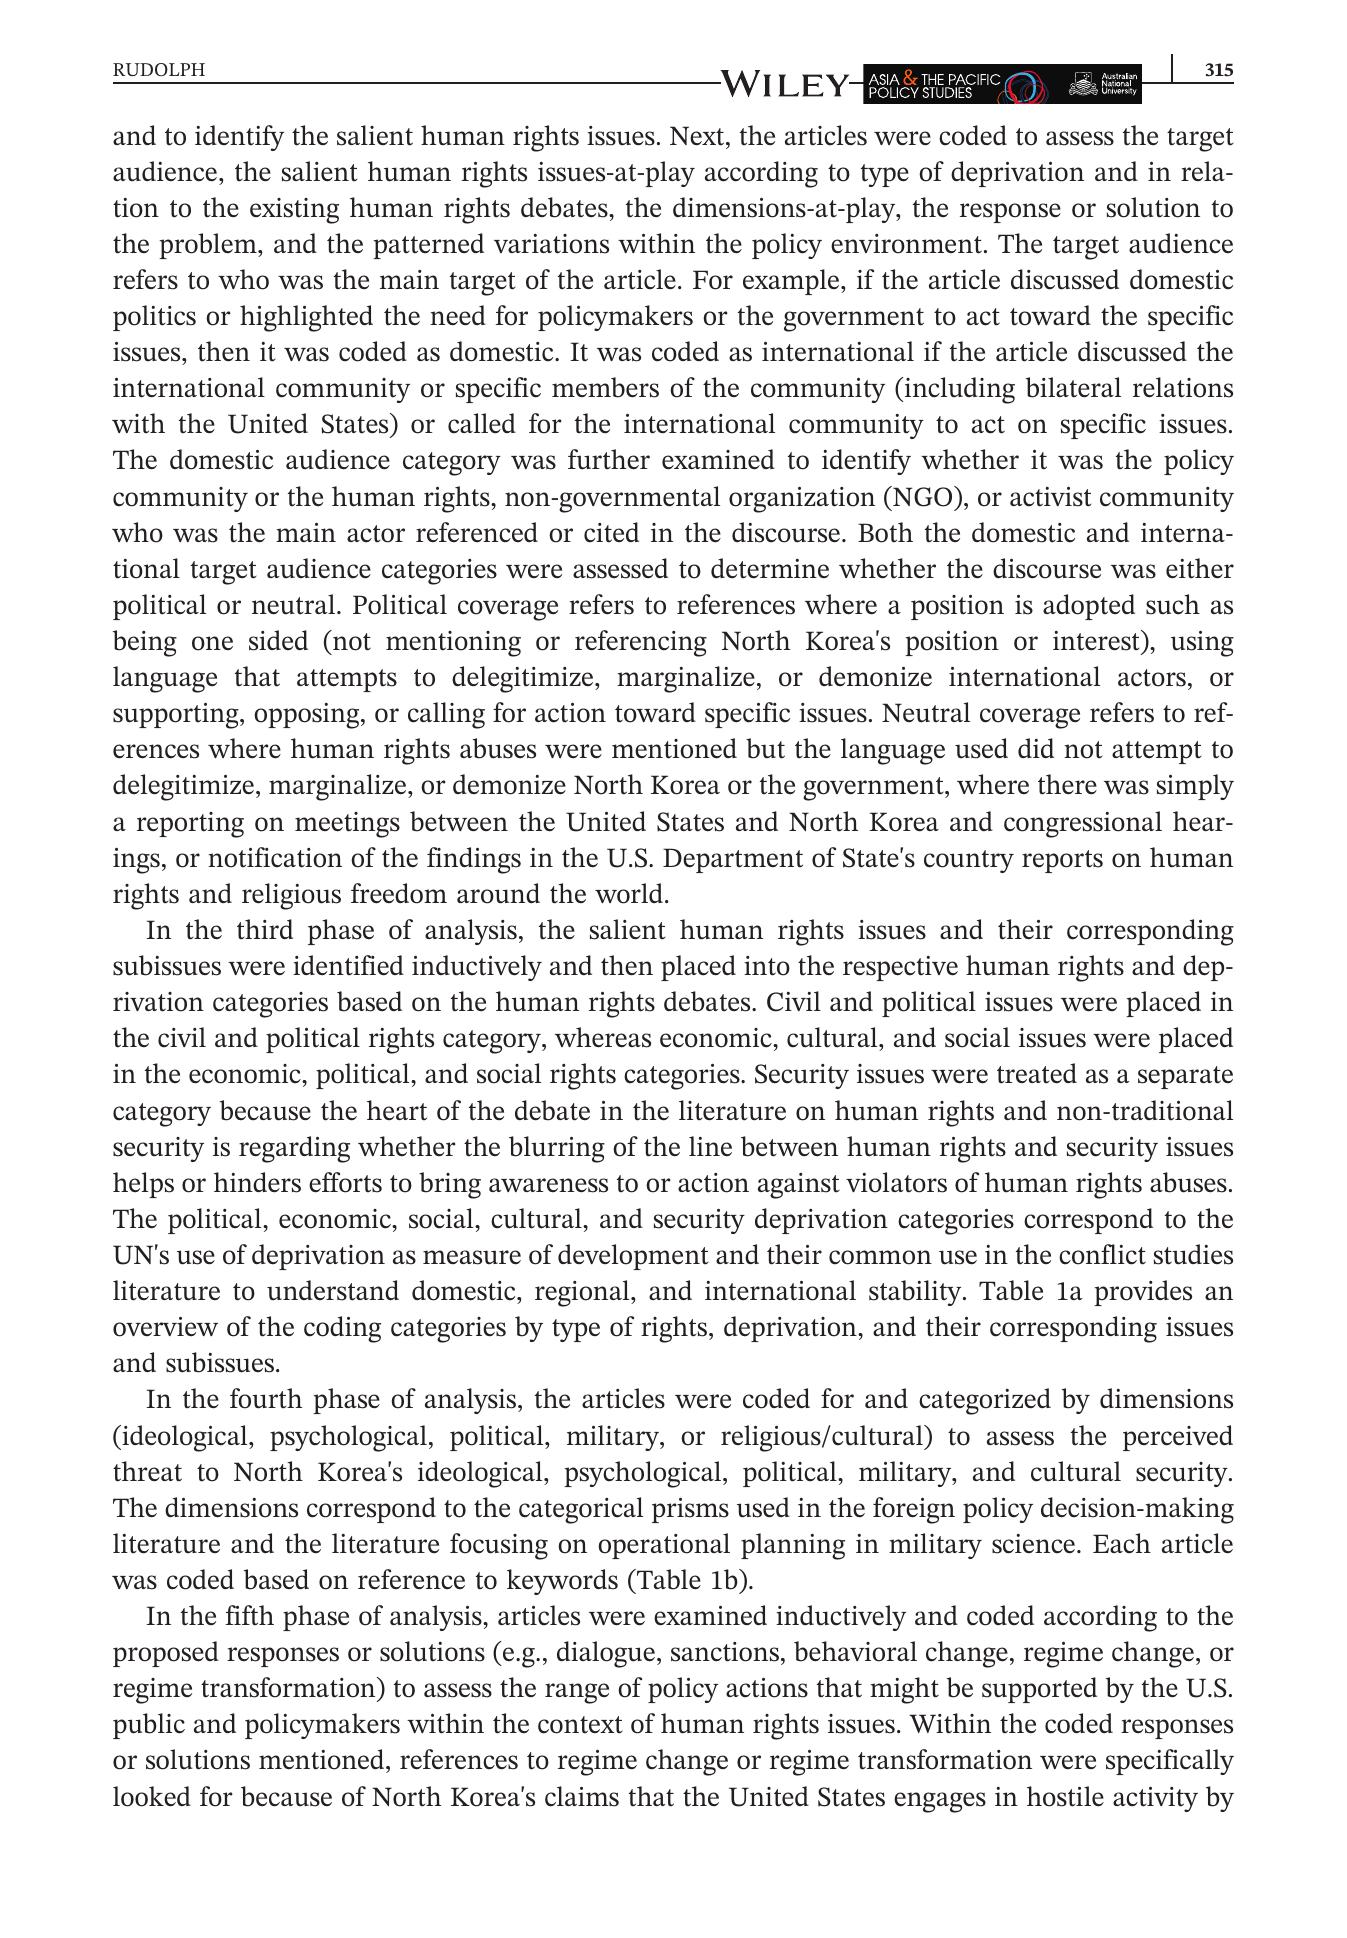 RUDOLPH
WILEY
ASIA & THE PACIFIC
POLICY STUDIES
Australian
National
University
315
and to identify the salient human rights issues. Next, the articles were coded to assess the target
audience, the salient human rights issues-at-play according to type of deprivation and in rela-
tion to the existing human rights debates, the dimensions-at-play, the response or solution to
the problem, and the patterned variations within the policy environment. The target audience
refers to who was the main target of the article. For example, if the article discussed domestic
politics or highlighted the need for policymakers or the government to act toward the specific
issues, then it was coded as domestic. It was coded as international if the article discussed the
international community or specific members of the community (including bilateral relations
with the United States) or called for the international community to act on specific issues.
The domestic audience category was further examined to identify whether it was the policy
community or the human rights, non-governmental organization (NGO), or activist community
who was the main actor referenced or cited in the discourse. Both the domestic and interna-
tional target audience categories were assessed to determine whether the discourse was either
political or neutral. Political coverage refers to references where a position is adopted such as
being one sided (not mentioning or referencing North Korea's position or interest), using
language that attempts to delegitimize, marginalize, or demonize international actors, or
supporting, opposing, or calling for action toward specific issues. Neutral coverage refers to ref-
erences where human rights abuses were mentioned but the language used did not attempt to
delegitimize, marginalize, or demonize North Korea or the government, where there was simply
a reporting on meetings between the United States and North Korea and congressional hear-
ings, or notification of the findings in the U.S. Department of State's country reports on human
rights and religious freedom around the world.
In the third phase of analysis, the salient human rights issues and their corresponding
subissues were identified inductively and then placed into the respective human rights and dep-
rivation categories based on the human rights debates. Civil and political issues were placed in
the civil and political rights category, whereas economic, cultural, and social issues were placed
in the economic, political, and social rights categories. Security issues were treated as a separate
category because the heart of the debate in the literature on human rights and non-traditional
security is regarding whether the blurring of the line between human rights and security issues
helps or hinders efforts to bring awareness to or action against violators of human rights abuses.
The political, economic, social, cultural, and security deprivation categories correspond to the
UN's use of deprivation as measure of development and their common use in the conflict studies
literature to understand domestic, regional, and international stability. Table 1a provides an
overview of the coding categories by type of rights, deprivation, and their corresponding issues
and subissues.
In the fourth phase of analysis, the articles were coded for and categorized by dimensions
(ideological, psychological, political, military, or religious/cultural) to assess the perceived
threat to North Korea's ideological, psychological, political, military, and cultural security.
The dimensions correspond to the categorical prisms used in the foreign policy decision-making
literature and the literature focusing on operational planning in military science. Each article
was coded based on reference to keywords (Table 1b).
In the fifth phase of analysis, articles were examined inductively and coded according to the
proposed responses or solutions (e.g., dialogue, sanctions, behavioral change, regime change, or
regime transformation) to assess the range of policy actions that might be supported by the U.S.
public and policymakers within the context of human rights issues. Within the coded responses
or solutions mentioned, references to regime change or regime transformation were specifically
looked for because of North Korea's claims that the United States engages in hostile activity by